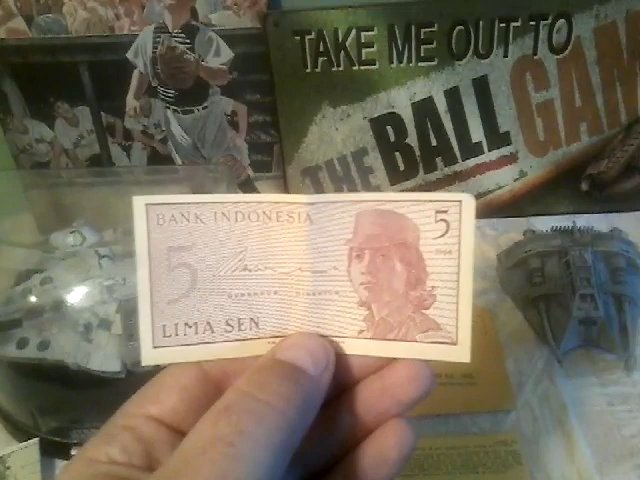 TAKE ME OUT TO
THE BALL GAM
BANK INDONESIA
5
1964
5
LIMA SEN